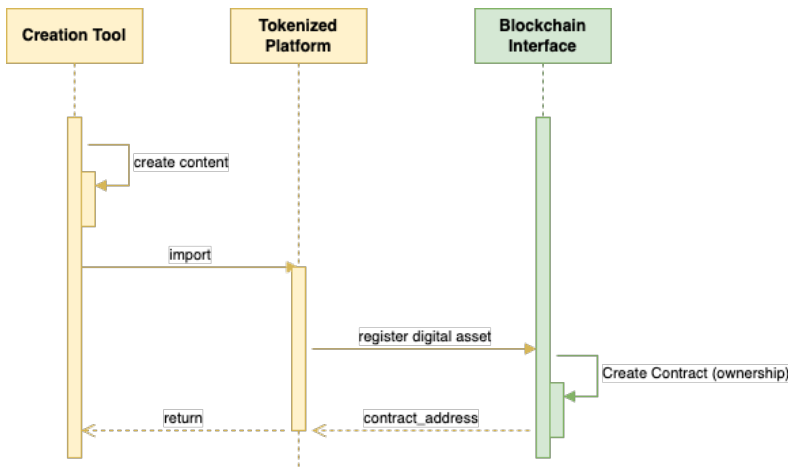 Creation Tool
Tokenized
Platform
Blockchain
Interface
create content
import
register digital asset
Create Contract (ownership)
return
contract_address